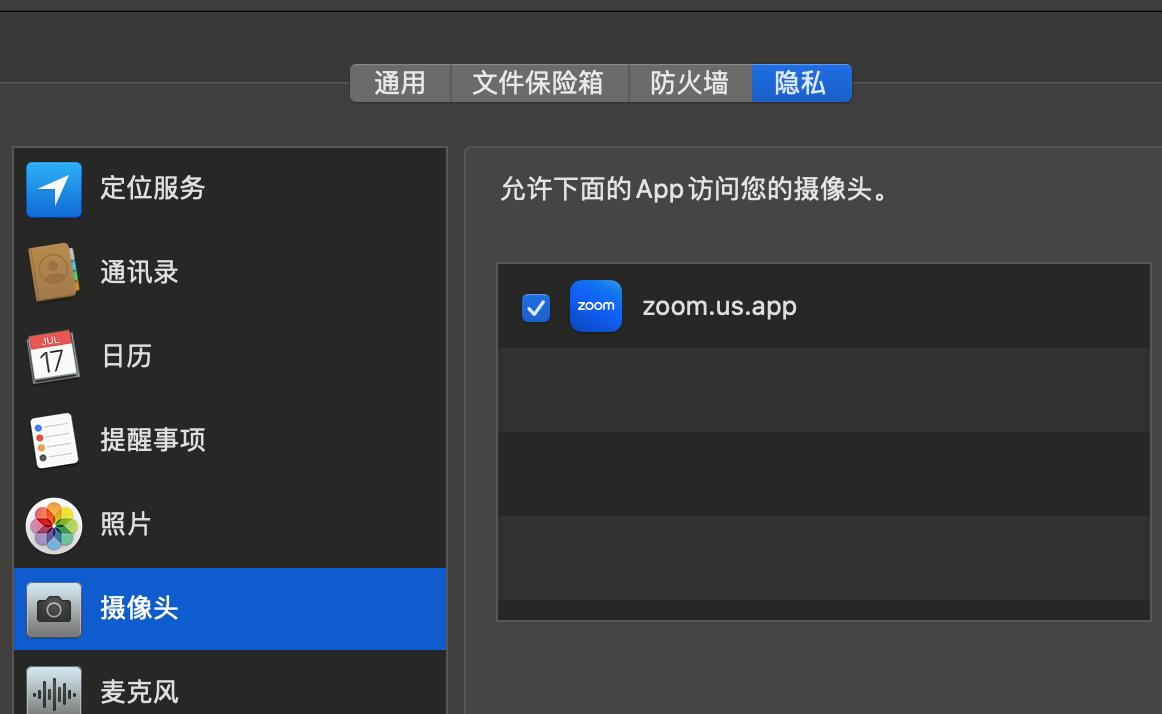 通用 文件保险箱 防火墙 隐私
定位服务
通讯录
JUL
17
日历
提醒事项
照片
摄像头
麦克风
允许下面的 App 访问您的摄像头。
zoom
zoom.us.app